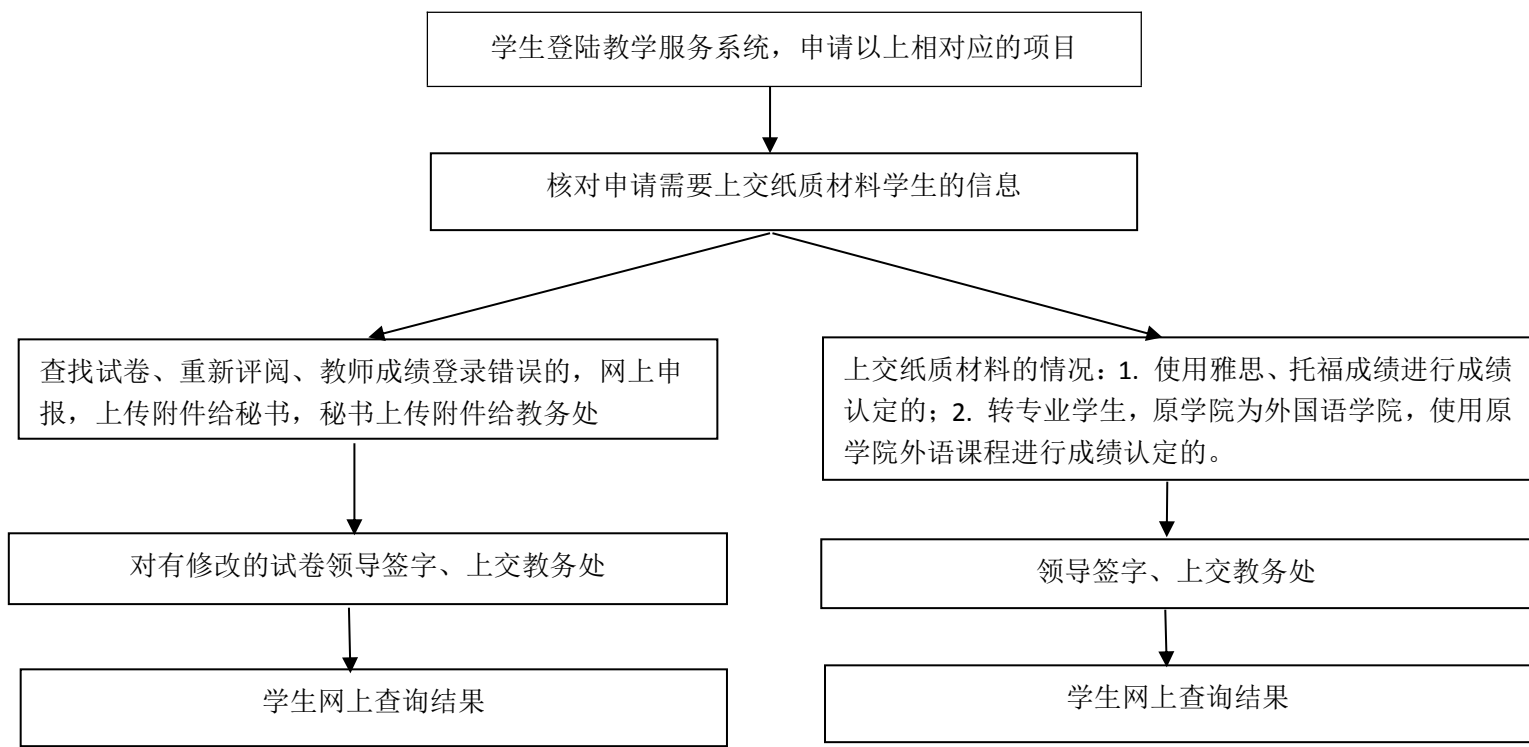 学生登陆教学服务系统，申请以上相对应的项目
核对申请需要上交纸质材料学生的信息
查找试卷、重新评阅、教师成绩登录错误的，网上申
报，上传附件给秘书，秘书上传附件给教务处
上交纸质材料的情况：1. 使用雅思、托福成绩进行成绩
认定的；2. 转专业学生，原学院为外国语学院，使用原
学院外语课程进行成绩认定的。
对有修改的试卷领导签字、上交教务处
领导签字、上交教务处
学生网上查询结果
学生网上查询结果